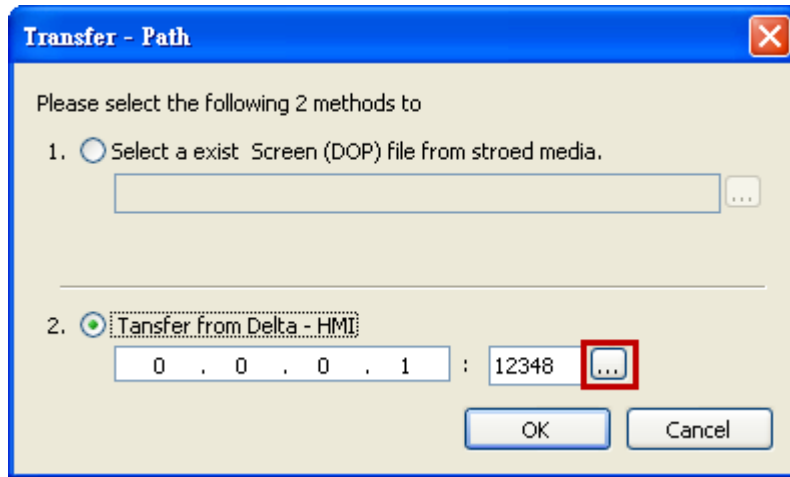 Transfer - Path
Please select the following 2 methods to
1. Select a exist Screen (DOP) file from stroed media.
...
2. Tansfer from Delta - HMI
0 . 0 . 0 . 1 : 12348 ...
OK Cancel